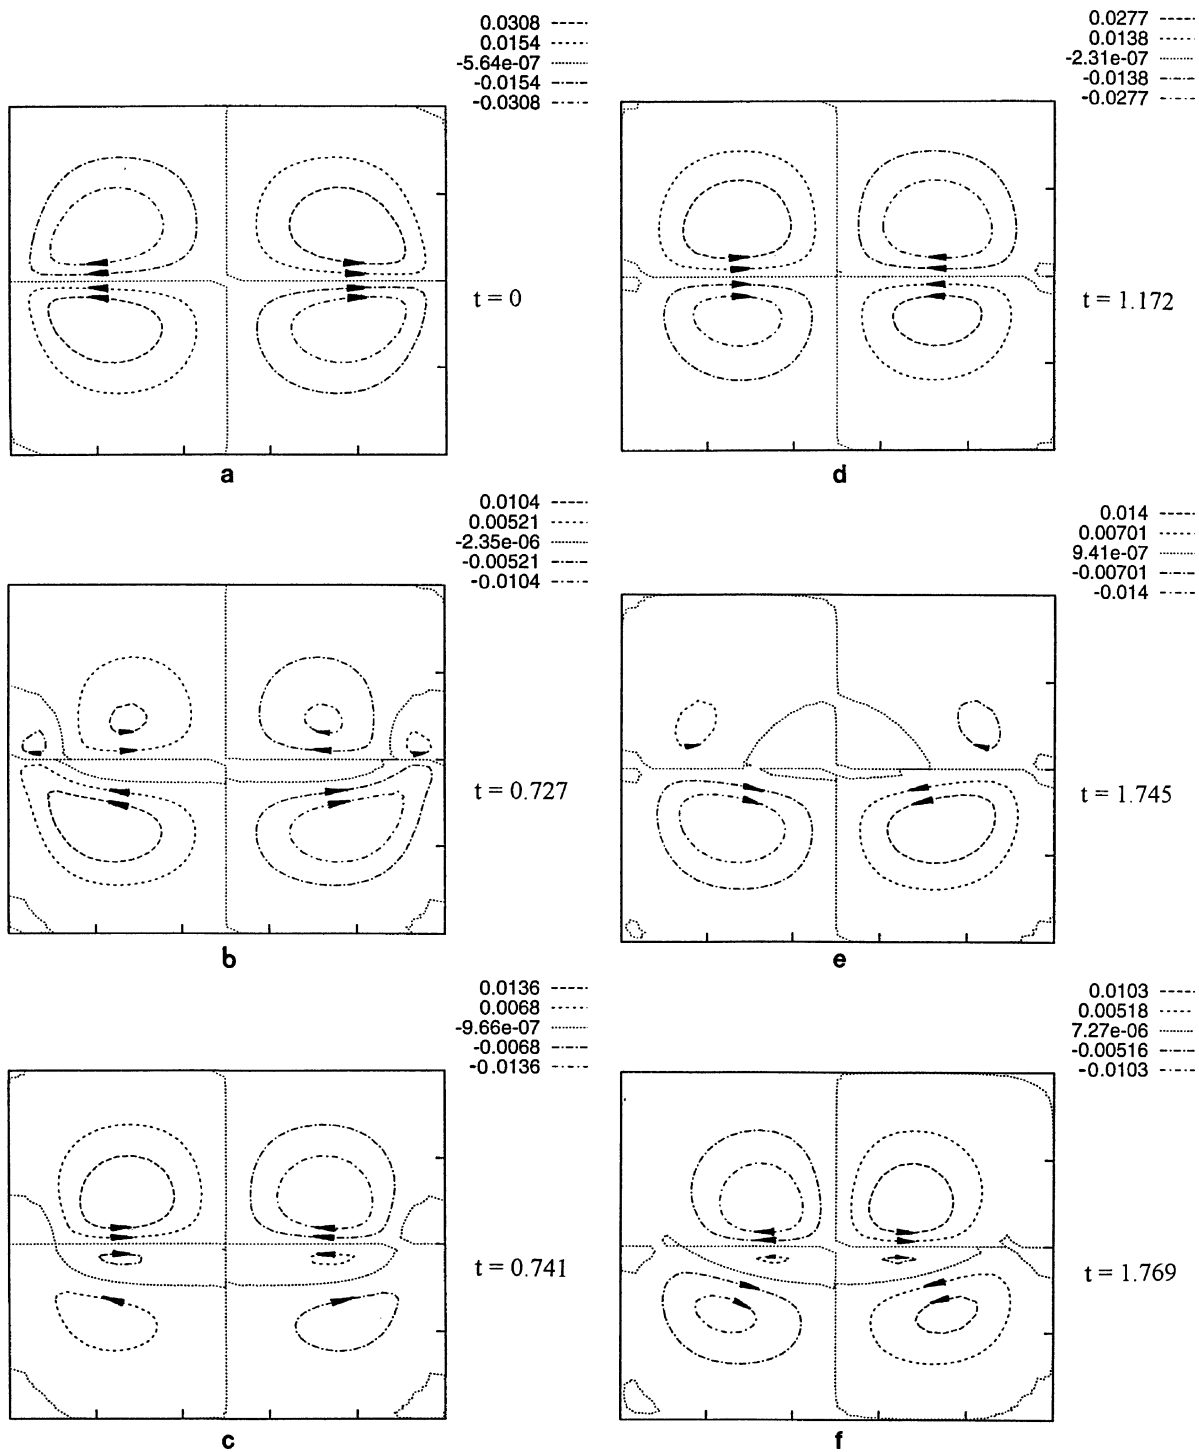 0.0308
0.0154
-5.64e-07
-0.0154
-0.0308
t = 0
a
0.0277
0.0138
-2.31e-07
-0.0138
-0.0277
t = 1.172
d
0.0104
0.00521
-2.35e-06
-0.00521
-0.0104
t = 0.727
b
0.014
0.00701
9.41e-07
-0.00701
-0.014
t = 1.745
e
0.0136
0.0068
-9.66e-07
-0.0068
-0.0136
t = 0.741
c
0.0103
0.00518
7.27e-06
-0.00516
-0.0103
t = 1.769
f